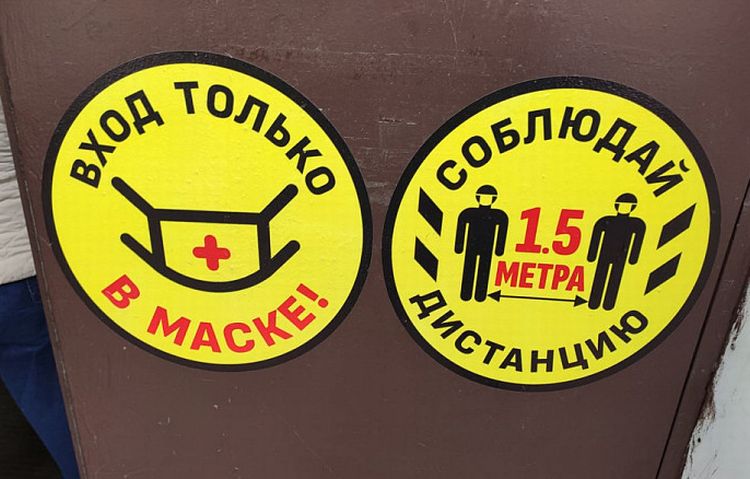 ВХОД ТОЛЬКО
В МАСКЕ!
СОБЛЮДАЙ
1.5
МЕТРА
ДИСТАНЦИЮ